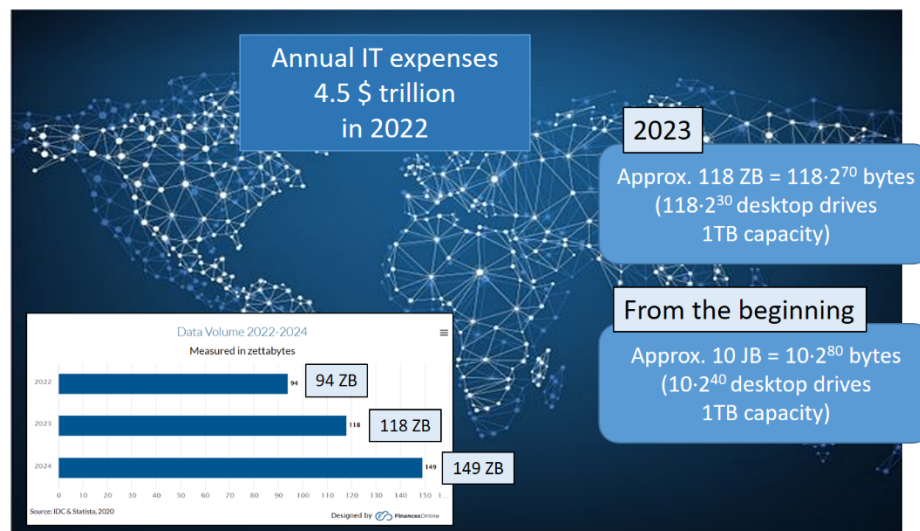 Annual IT expenses
4.5 $ trillion
in 2022
2023
Approx. 118 ZB = 118·2⁷⁰ bytes
(118·2³⁰ desktop drives
1TB capacity)
From the beginning
Approx. 10 JB = 10·2⁸⁰ bytes
(10·2⁴⁰ desktop drives
1TB capacity)
Data Volume 2022-2024
Measured in zettabytes
2022 94 94 ZB
2023 118 118 ZB
2024 149 149 ZB
0 10 20 30 40 50 60 70 80 90 100 110 120 130 140 150 1...
Source: IDC & Statista, 2020
Designed by FinancesOnline